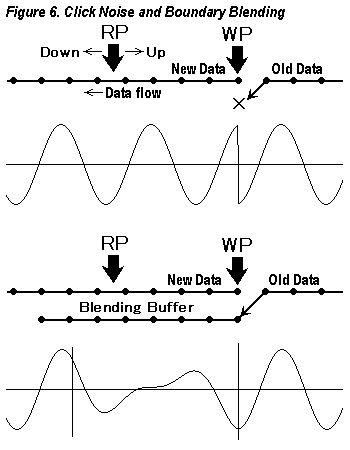 Figure 6. Click Noise and Boundary Blending
RP WP
Down ← → Up
New Data Old Data
← Data flow
×
RP WP
New Data Old Data
Blending Buffer